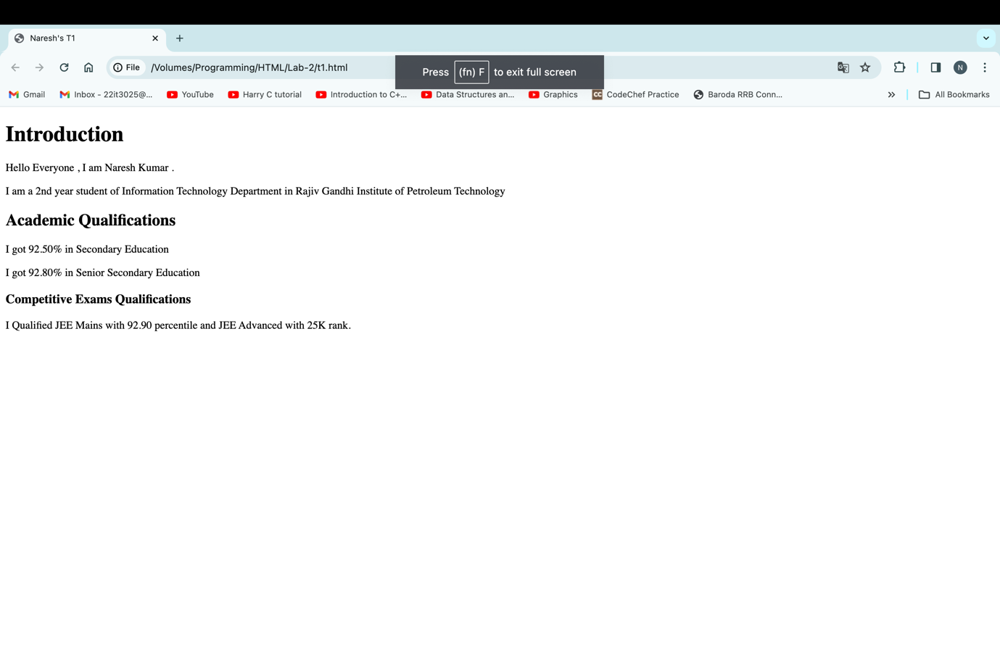 Naresh's T1
File /Volumes/Programming/HTML/Lab-2/t1.html
Press (fn) F to exit full screen
N
Gmail Inbox - 22it3025@... YouTube Harry C tutorial Introduction to C+... Data Structures an... Graphics CC CodeChef Practice Baroda RRB Conn... All Bookmarks
Introduction
Hello Everyone , I am Naresh Kumar .
I am a 2nd year student of Information Technology Department in Rajiv Gandhi Institute of Petroleum Technology
Academic Qualifications
I got 92.50% in Secondary Education
I got 92.80% in Senior Secondary Education
Competitive Exams Qualifications
I Qualified JEE Mains with 92.90 percentile and JEE Advanced with 25K rank.